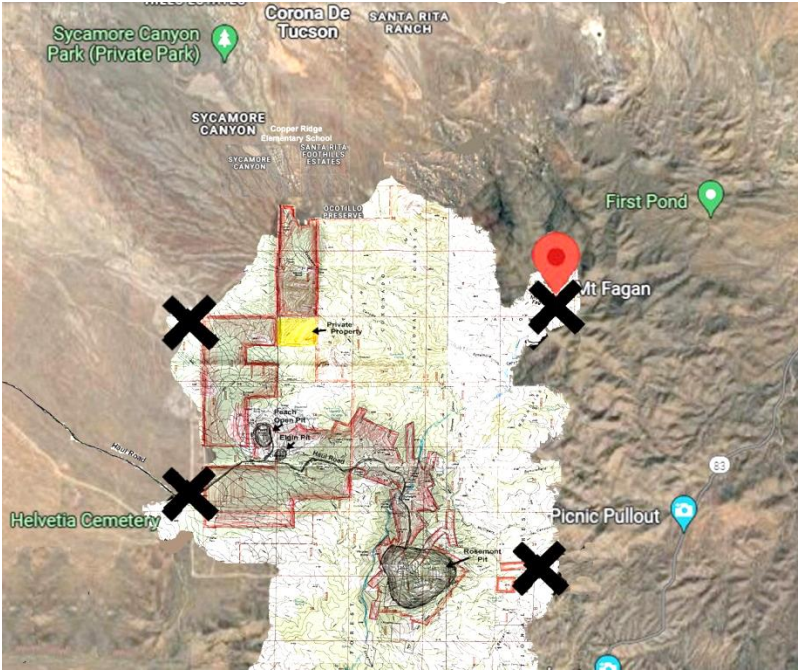 HILLS ESTATES
Corona De
Tucson
SANTA RITA
RANCH
Sycamore Canyon
Park (Private Park)
SYCAMORE
CANYON
Copper Ridge
Elementary School
SANTA RITA
FOOTHILLS
ESTATES
SYCAMORE
CANYON
OCOTILLO
PRESERVE
First Pond
Mt Fagan
Private
Property
Peach
Open Pit
Elgin Pit
Haul Road
Haul Road
Helvetia Cemetery
83
Picnic Pullout
Rosemont
Pit